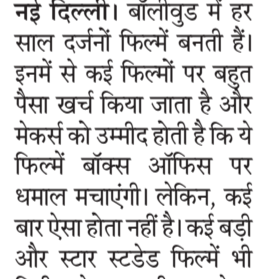 नई दिल्ली। बॉलीवुड में हर
साल दर्जनों फिल्में बनती हैं।
इनमें से कई फिल्मों पर बहुत
पैसा खर्च किया जाता है और
मेकर्स को उम्मीद होती है कि ये
फिल्में बॉक्स ऑफिस पर
धमाल मचाएंगी। लेकिन, कई
बार ऐसा होता नहीं है। कई बड़ी
और स्टार स्टडेड फिल्में भी